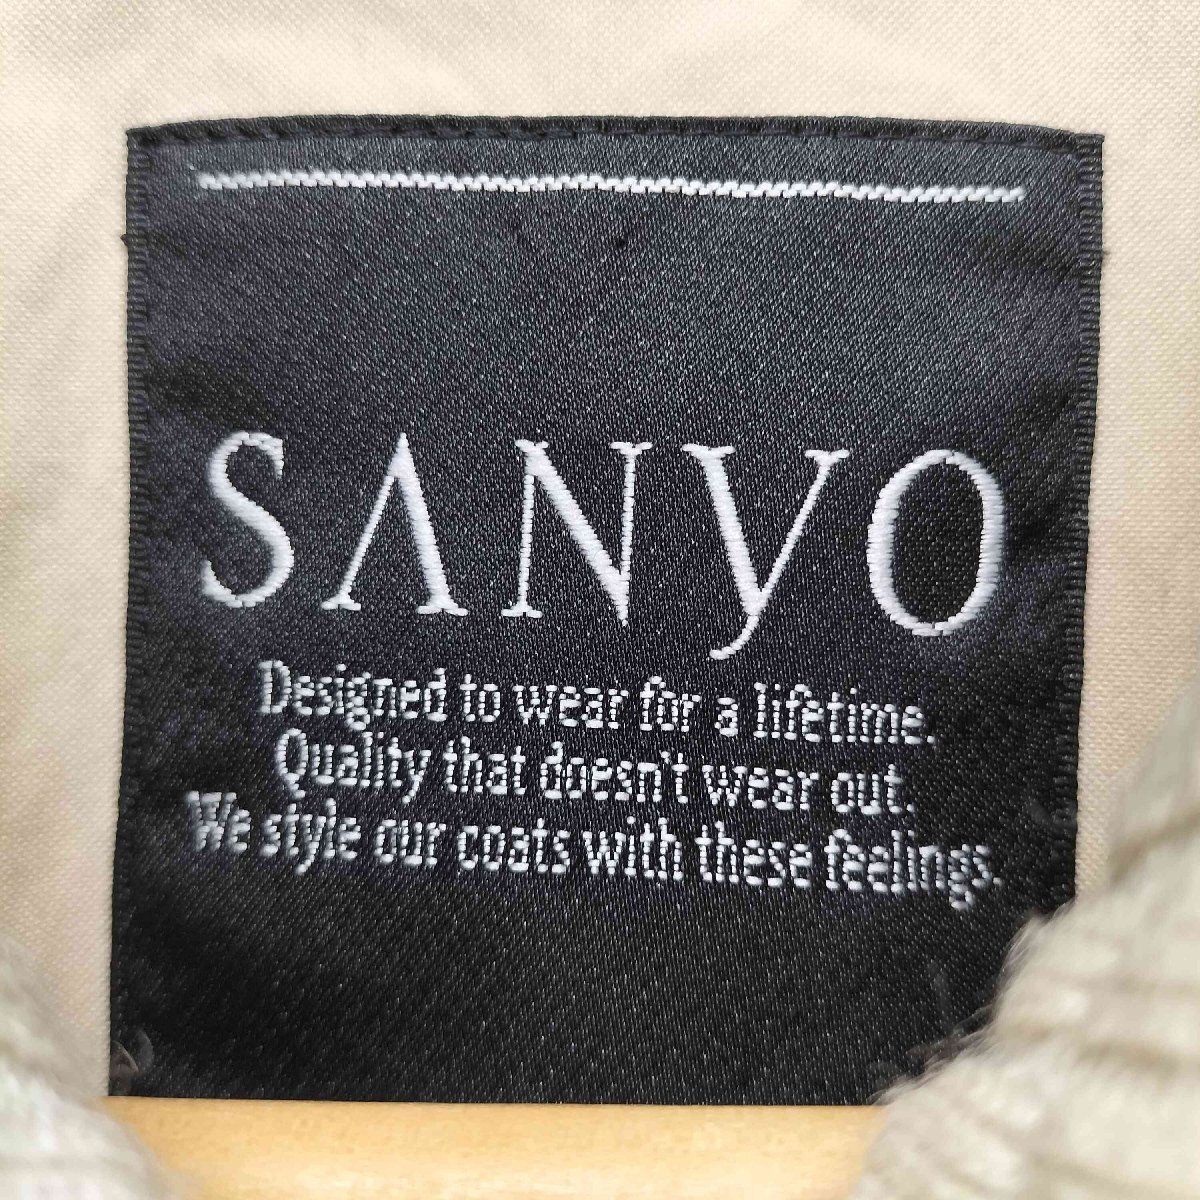 SANYO
Designed to wear for a lifetime.
Quality that doesn't wear out.
We style our coats with these feelings.